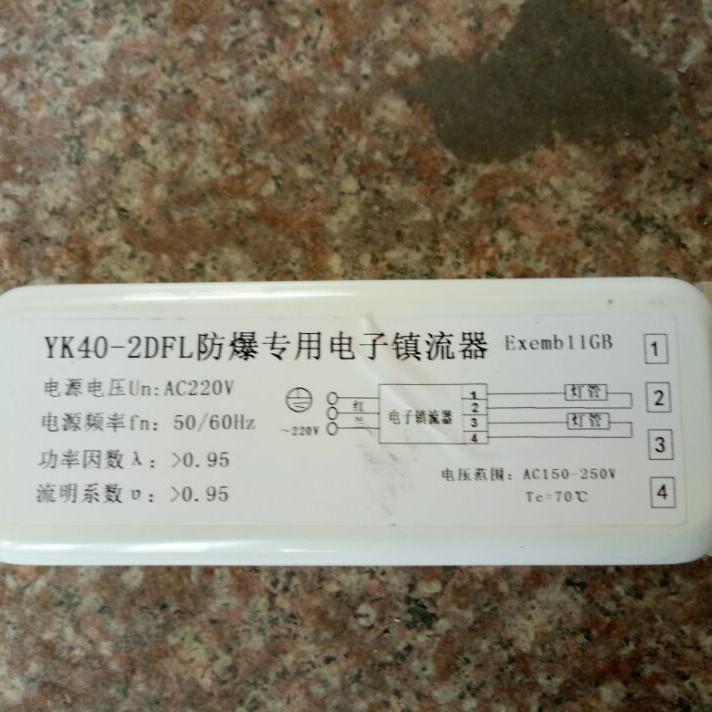 YK40-2DFL防爆专用电子镇流器 Exemb11GB
电源电压Un:AC220V
电源频率fn: 50/60Hz
功率因数λ: >0.95
流明系数υ: >0.95
~220V
红
兰
电子镇流器
1
2
3
4
灯管
灯管
电压范围: AC150-250V
Tc=70℃
1
2
3
4